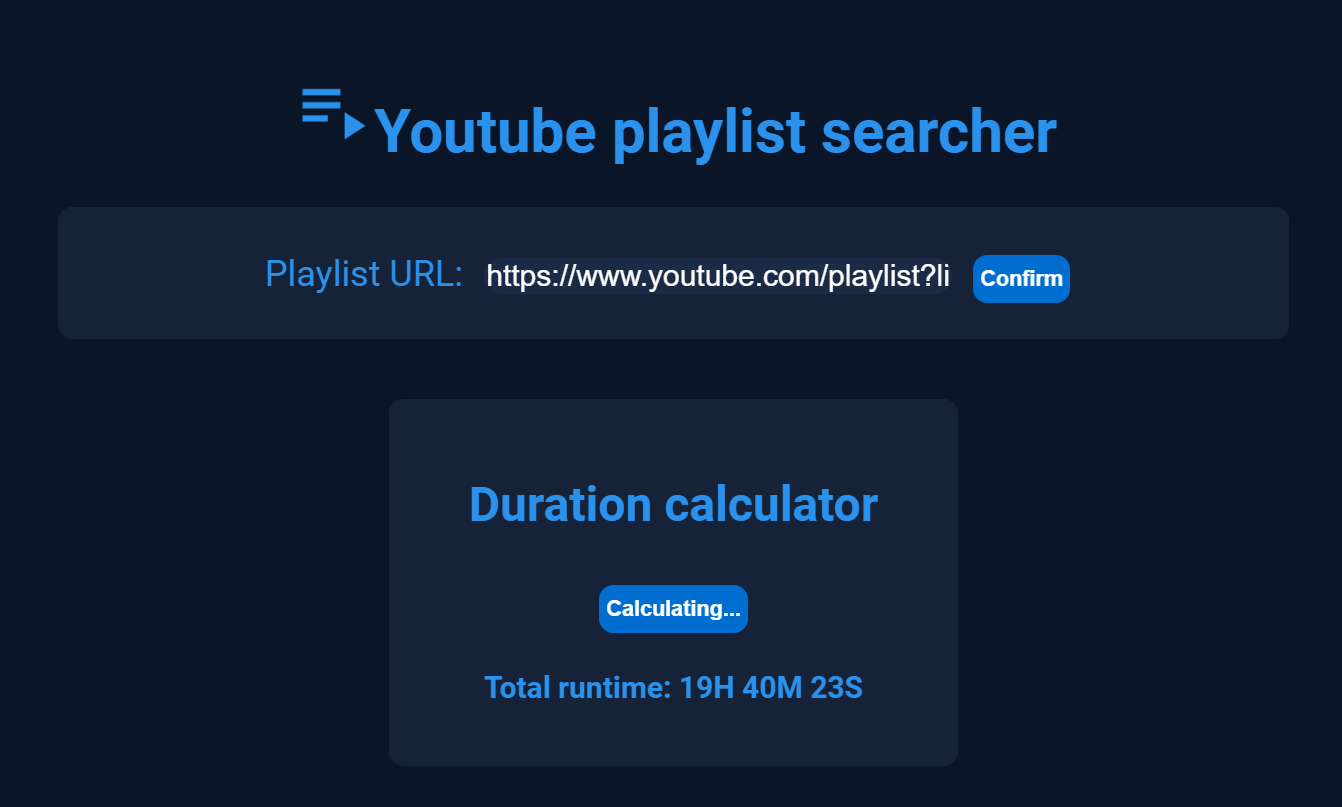 Youtube playlist searcher
Playlist URL: https://www.youtube.com/playlist?li Confirm
Duration calculator
Calculating...
Total runtime: 19H 40M 23S